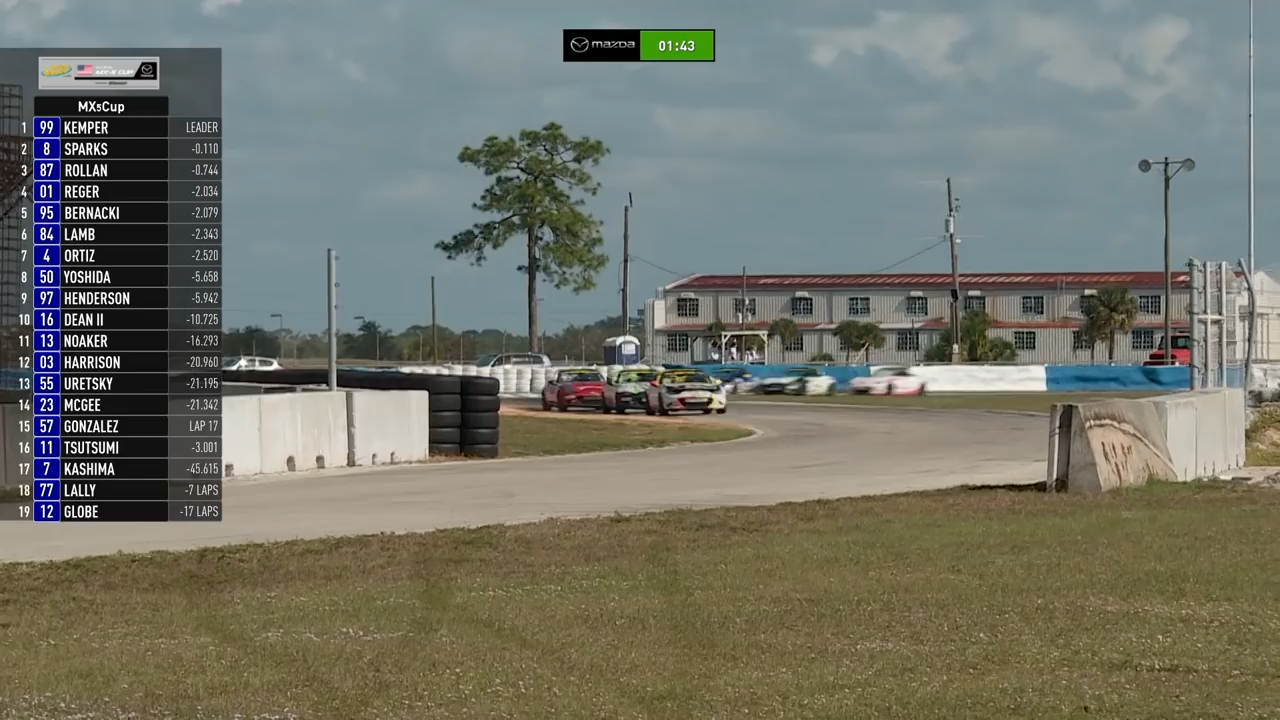 mazda 01:43
MX-5 CUP
MX5Cup
1 99 KEMPER LEADER
2 8 SPARKS -0.110
3 87 ROLLAN -0.744
4 01 REGER -2.034
5 95 BERNACKI -2.079
6 84 LAMB -2.343
7 4 ORTIZ -2.520
8 50 YOSHIDA -5.658
9 97 HENDERSON -5.942
10 16 DEAN II -10.725
11 13 NOAKER -16.293
12 03 HARRISON -20.960
13 55 URETSKY -21.195
14 23 MCGEE -21.342
15 57 GONZALEZ LAP 17
16 11 TSUTSUMI -3.001
17 7 KASHIMA -45.615
18 77 LALLY -7 LAPS
19 12 GLOBE -17 LAPS